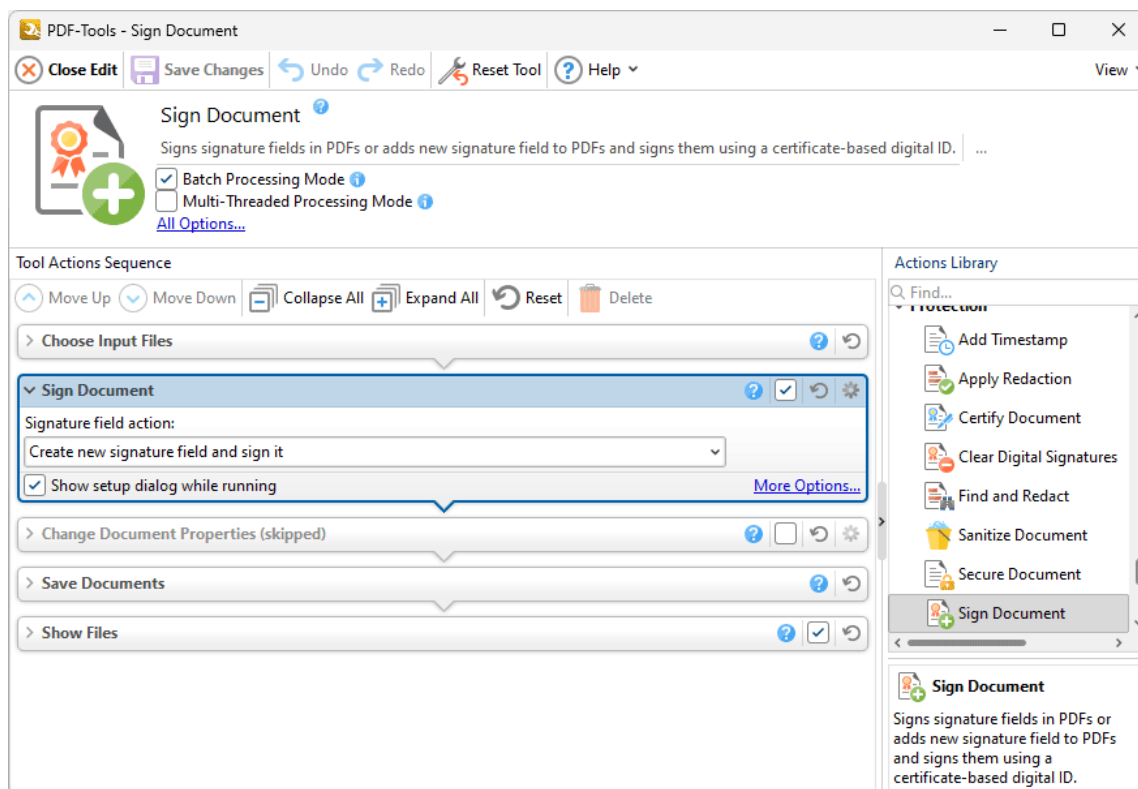 PDF-Tools - Sign Document
Close Edit
Save Changes
Undo
Redo
Reset Tool
Help
View
Sign Document
Signs signature fields in PDFs or adds new signature field to PDFs and signs them using a certificate-based digital ID.
...
Batch Processing Mode
Multi-Threaded Processing Mode
All Options...
Tool Actions Sequence
Move Up
Move Down
Collapse All
Expand All
Reset
Delete
Choose Input Files
Sign Document
Signature field action:
Create new signature field and sign it
Show setup dialog while running
More Options...
Change Document Properties (skipped)
Save Documents
Show Files
Actions Library
Find...
Protection
Add Timestamp
Apply Redaction
Certify Document
Clear Digital Signatures
Find and Redact
Sanitize Document
Secure Document
Sign Document
Sign Document
Signs signature fields in PDFs or
adds new signature field to PDFs
and signs them using a
certificate-based digital ID.